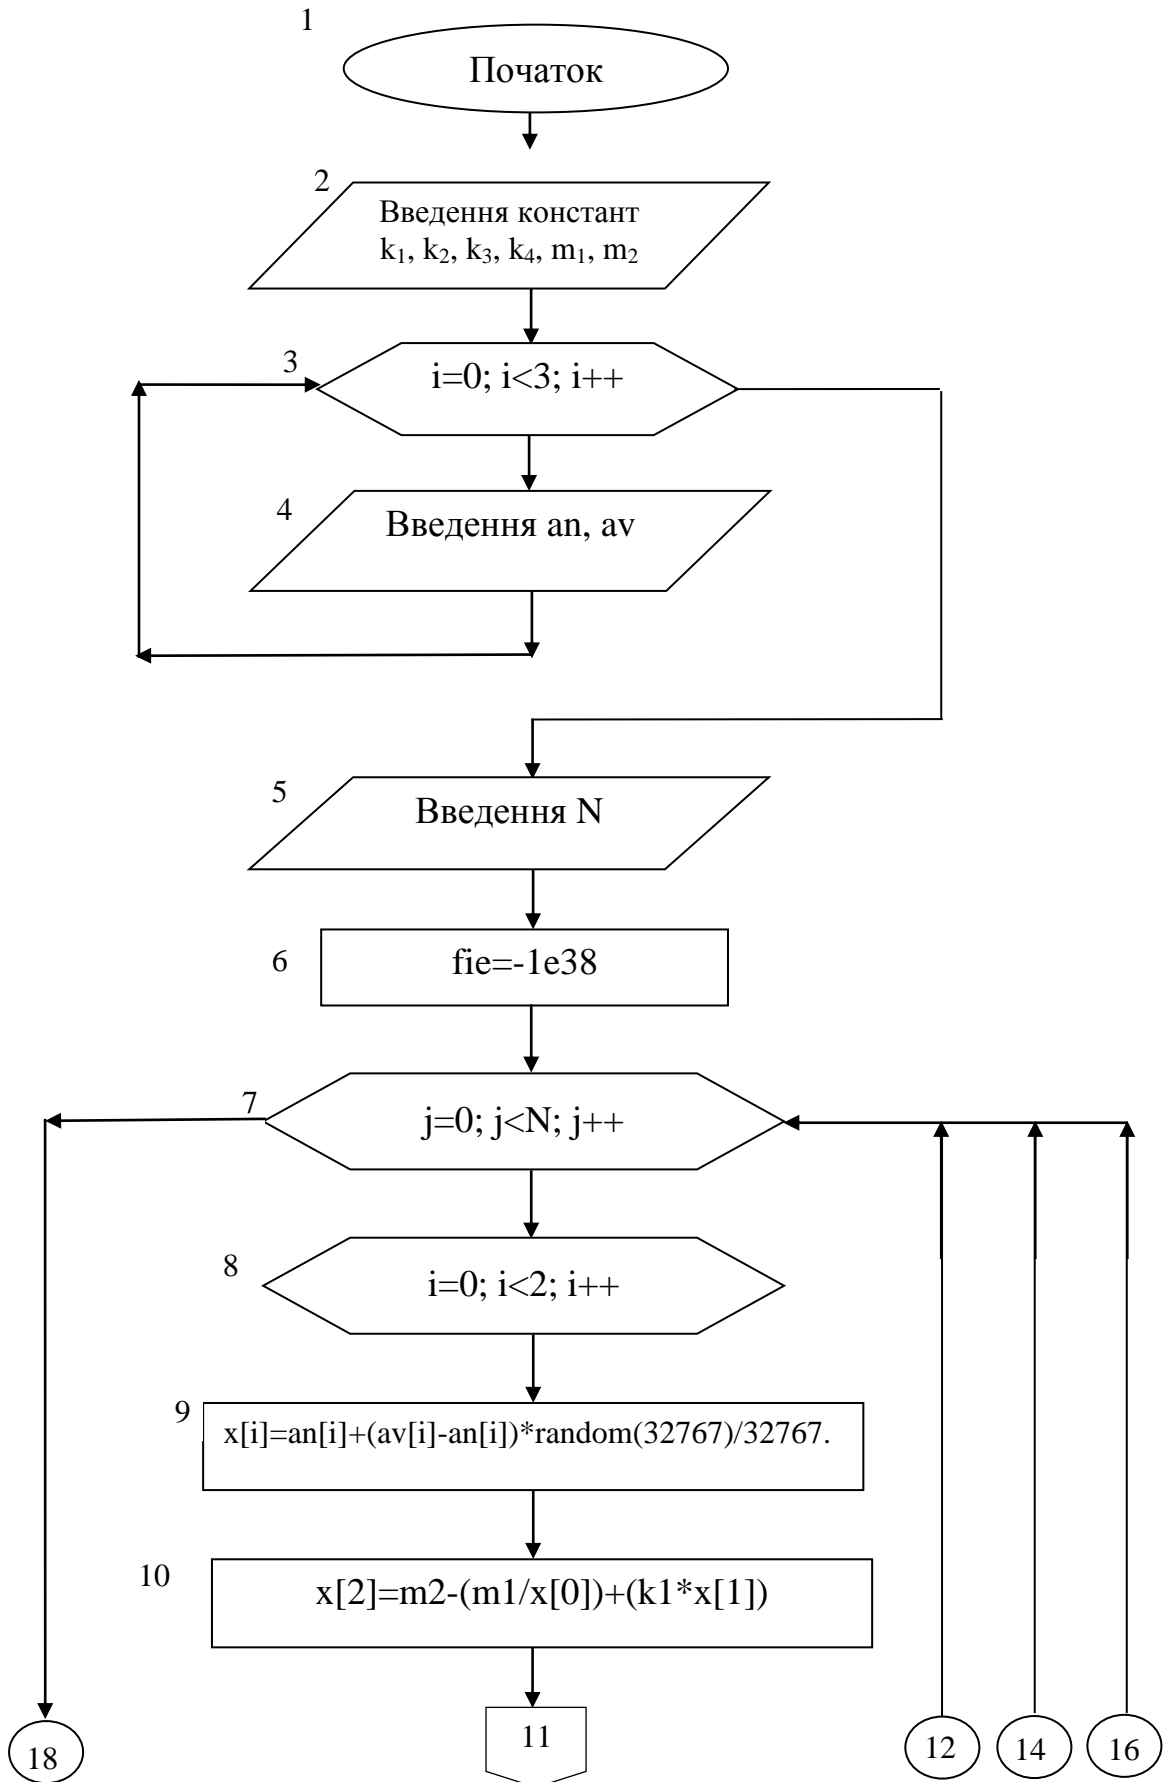 1
Початок
2
Введення констант
k₁, k₂, k₃, k₄, m₁, m₂
3
i=0; i<3; i++
4
Введення an, av
5
Введення N
6
fie=-1e38
7
j=0; j<N; j++
8
i=0; i<2; i++
9
x[i]=an[i]+(av[i]-an[i])*random(32767)/32767.
10
x[2]=m2-(m1/x[0])+(k1*x[1])
18
11
12
14
16